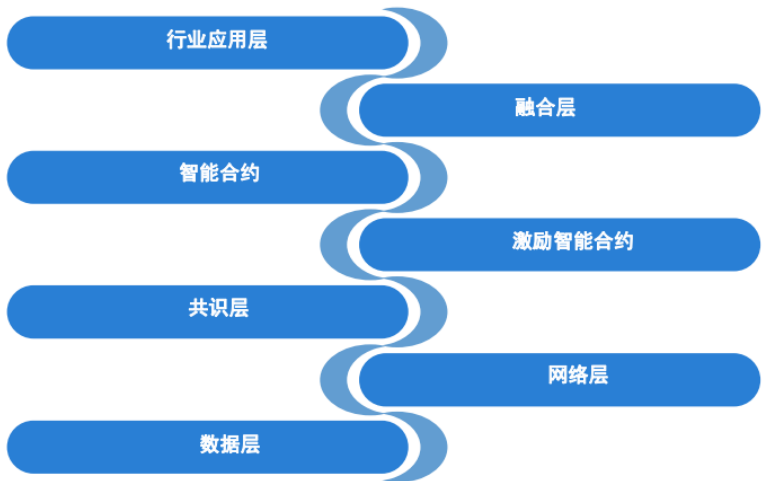 行业应用层
融合层
智能合约
激励智能合约
共识层
网络层
数据层